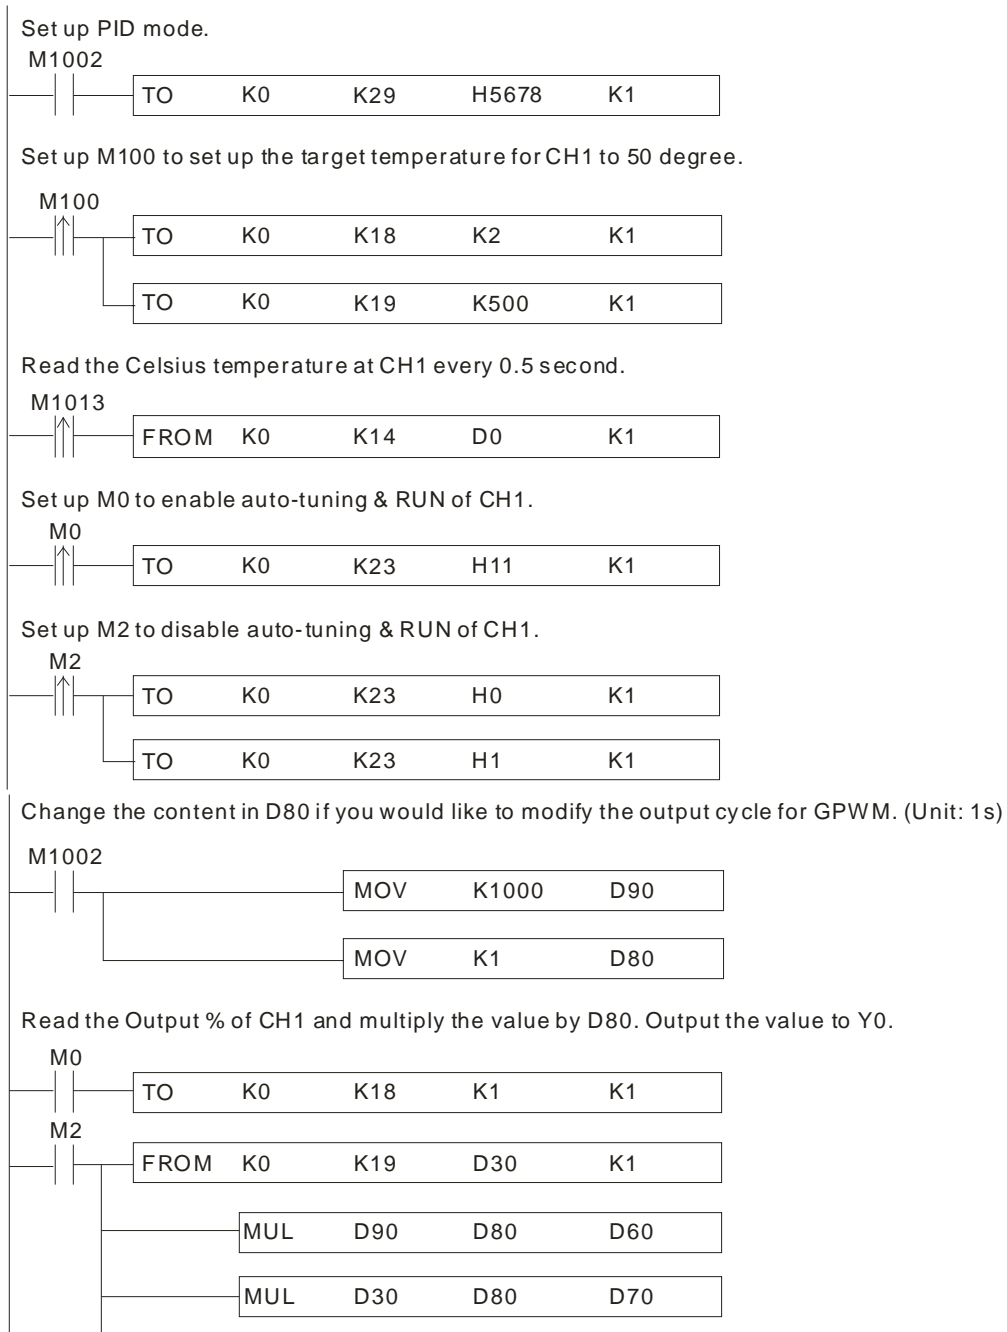 Set up PID mode.
M1002
TO K0 K29 H5678 K1
Set up M100 to set up the target temperature for CH1 to 50 degree.
M100
TO K0 K18 K2 K1
TO K0 K19 K500 K1
Read the Celsius temperature at CH1 every 0.5 second.
M1013
FROM K0 K14 D0 K1
Set up M0 to enable auto-tuning & RUN of CH1.
M0
TO K0 K23 H11 K1
Set up M2 to disable auto-tuning & RUN of CH1.
M2
TO K0 K23 H0 K1
TO K0 K23 H1 K1
Change the content in D80 if you would like to modify the output cycle for GPWM. (Unit: 1s)
M1002
MOV K1000 D90
MOV K1 D80
Read the Output % of CH1 and multiply the value by D80. Output the value to Y0.
M0
TO K0 K18 K1 K1
M2
FROM K0 K19 D30 K1
MUL D90 D80 D60
MUL D30 D80 D70